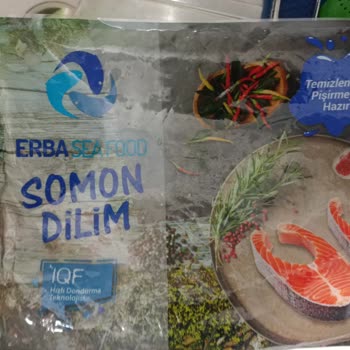 ERBA SEAFOOD
SOMON
DİLİM
IQF
Hızlı Dondurma
Teknolojisi
Temizlen
Pişirme
Hazır